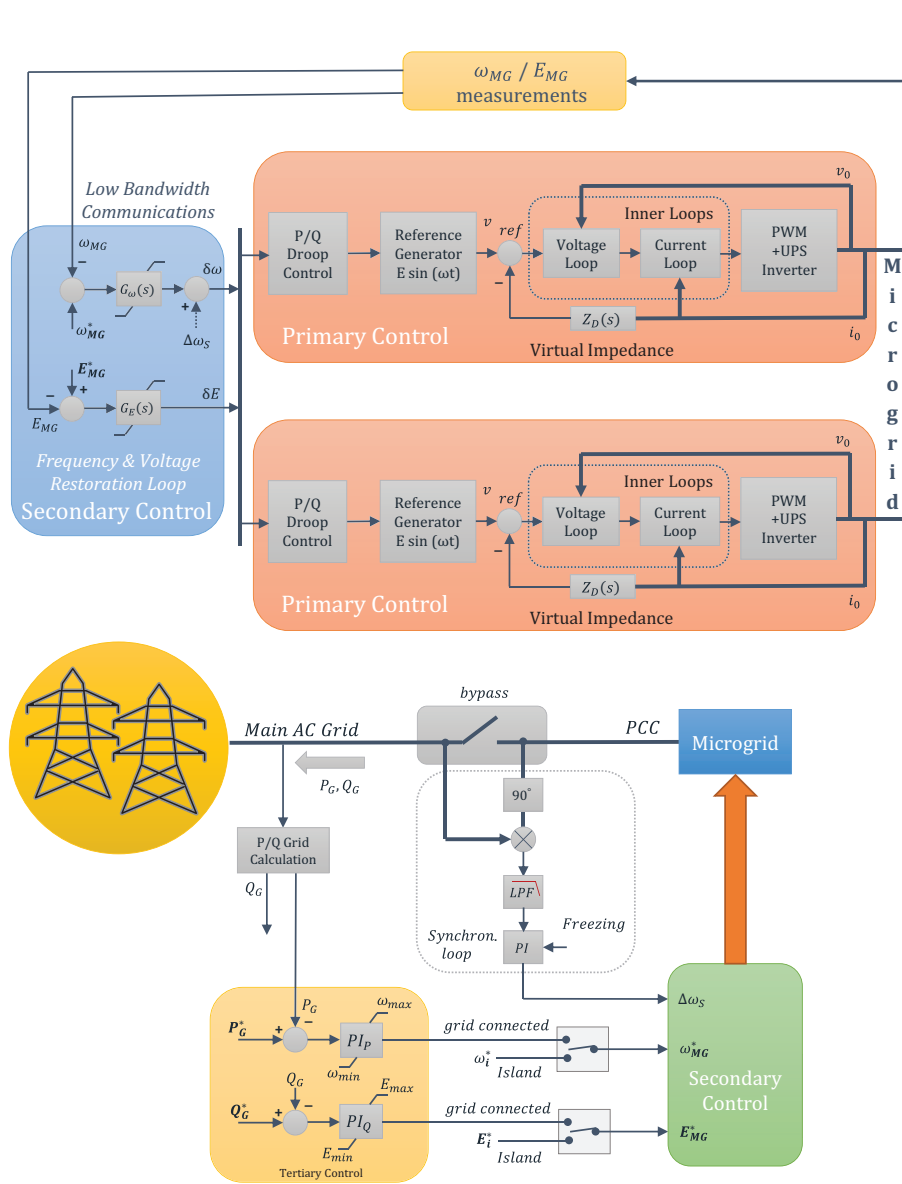 ω_MG / E_MG
measurements
Low Bandwidth
Communications
ω_MG
−
G_ω(s)
δω
+
ω*_MG
Δω_S
E*_MG
+
−
E_MG
G_E(s)
δE
Frequency & Voltage
Restoration Loop
Secondary Control
P/Q
Droop
Control
Reference
Generator
E sin (ωt)
v ref
−
Inner Loops
Voltage
Loop
Current
Loop
PWM
+UPS
Inverter
v_0
Z_D(s)
i_0
Virtual Impedance
Primary Control
P/Q
Droop
Control
Reference
Generator
E sin (ωt)
v ref
−
Inner Loops
Voltage
Loop
Current
Loop
PWM
+UPS
Inverter
v_0
Z_D(s)
i_0
Virtual Impedance
Primary Control
Microgrid
bypass
Main AC Grid
PCC
Microgrid
P_G, Q_G
90°
P/Q Grid
Calculation
Q_G
LPF
Synchron.
loop
PI
Freezing
P_G
ω_max
P*_G
+
−
PI_P
ω_min
grid connected
ω*_i
Island
Δω_S
ω*_MG
Secondary
Control
Q_G
E_max
Q*_G
+
−
PI_Q
E_min
grid connected
E*_i
Island
E*_MG
Tertiary Control